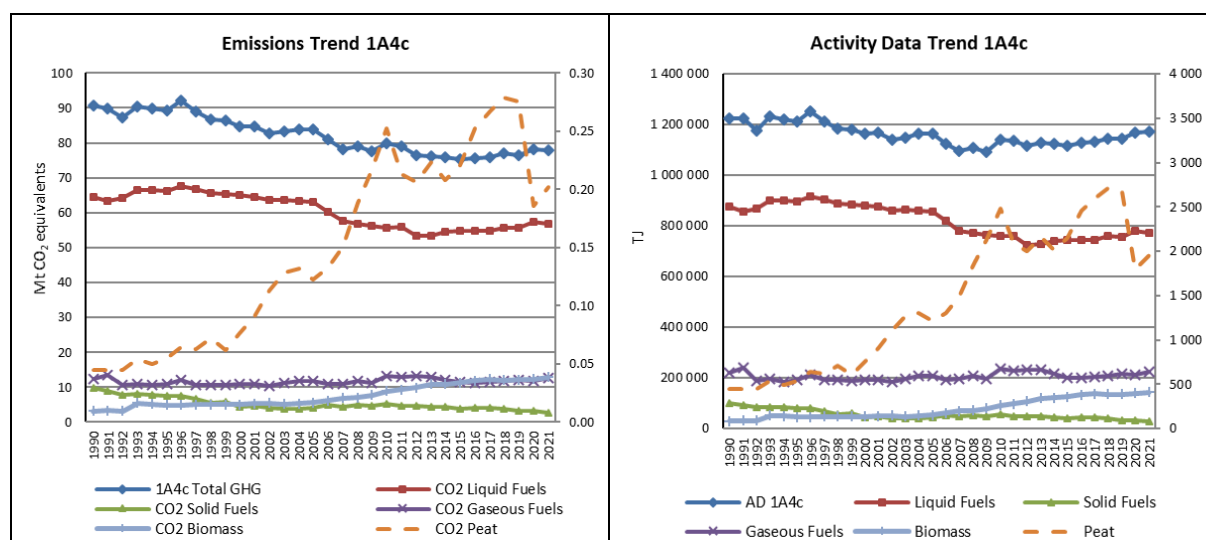 Emissions Trend 1A4c
100
90
80
70
60
50
40
30
20
10
0
Mt CO2 equivalents
0.30
0.25
0.20
0.15
0.10
0.05
0.00
1990 1991 1992 1993 1994 1995 1996 1997 1998 1999 2000 2001 2002 2003 2004 2005 2006 2007 2008 2009 2010 2011 2012 2013 2014 2015 2016 2017 2018 2019 2020 2021
1A4c Total GHG CO2 Liquid Fuels
CO2 Solid Fuels CO2 Gaseous Fuels
CO2 Biomass CO2 Peat
Activity Data Trend 1A4c
1 400 000
1 200 000
1 000 000
800 000
600 000
400 000
200 000
0
TJ
4 000
3 500
3 000
2 500
2 000
1 500
1 000
500
0
1990 1991 1992 1993 1994 1995 1996 1997 1998 1999 2000 2001 2002 2003 2004 2005 2006 2007 2008 2009 2010 2011 2012 2013 2014 2015 2016 2017 2018 2019 2020 2021
AD 1A4c Liquid Fuels Solid Fuels
Gaseous Fuels Biomass Peat